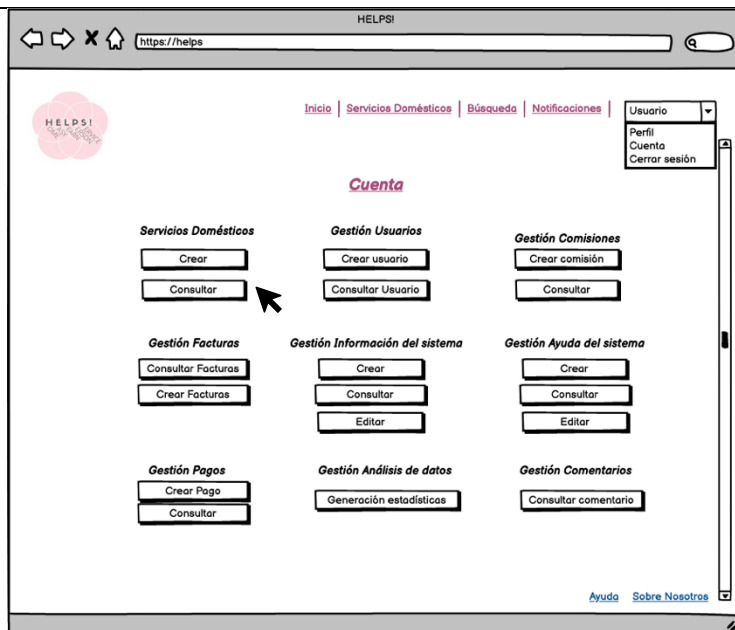 HELPS!
https://helps
HELPS!
Inicio | Servicios Domésticos | Búsqueda | Notificaciones |
Usuario
Perfil
Cuenta
Cerrar sesión
Cuenta
Servicios Domésticos
Crear
Consultar
Gestión Usuarios
Crear usuario
Consultar Usuario
Gestión Comisiones
Crear comisión
Consultar
Gestión Facturas
Consultar Facturas
Crear Facturas
Gestión Información del sistema
Crear
Consultar
Editar
Gestión Ayuda del sistema
Crear
Consultar
Editar
Gestión Pagos
Crear Pago
Consultar
Gestión Análisis de datos
Generación estadísticas
Gestión Comentarios
Consultar comentario
Ayuda
Sobre Nosotros